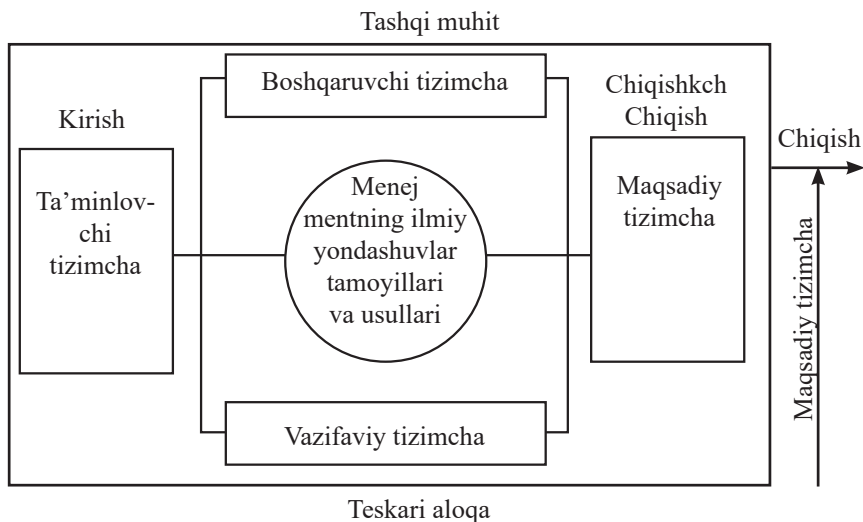 Tashqi muhit
Boshqaruvchi tizimcha
Kirish
Chiqishkch
Chiqish
Chiqish
Ta’minlov-
chi
tizimcha
Menej
mentning ilmiy
yondashuvlar
tamoyillari
va usullari
Maqsadiy
tizimcha
Maqsadiy tizimcha
Vazifaviy tizimcha
Teskari aloqa